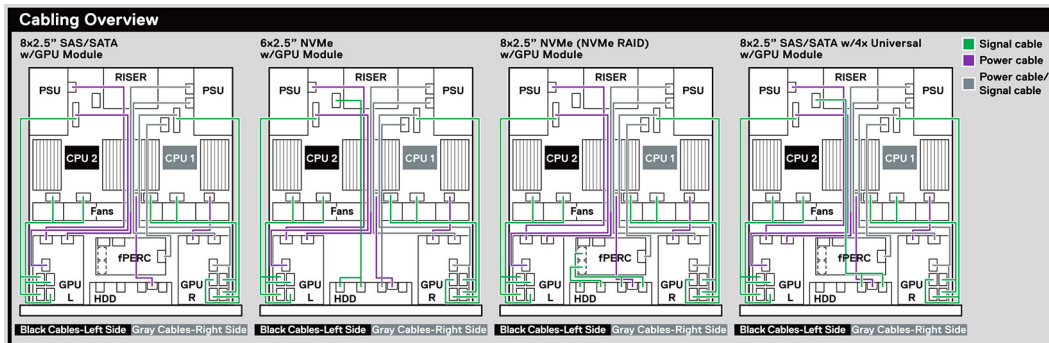 Cabling Overview
8x2.5” SAS/SATA
w/GPU Module
6x2.5” NVMe
w/GPU Module
8x2.5” NVMe (NVMe RAID)
w/GPU Module
8x2.5” SAS/SATA w/4x Universal
w/GPU Module
Signal cable
Power cable
Power cable/
Signal cable
RISER
PSU
PSU
CPU 2
CPU 1
Fans
fPERC
GPU
L
HDD
GPU
R
Black Cables-Left Side
Gray Cables-Right Side
RISER
PSU
PSU
CPU 2
CPU 1
Fans
GPU
L
HDD
GPU
R
Black Cables-Left Side
Gray Cables-Right Side
RISER
PSU
PSU
CPU 2
CPU 1
Fans
fPERC
GPU
L
HDD
GPU
R
Black Cables-Left Side
Gray Cables-Right Side
RISER
PSU
PSU
CPU 2
CPU 1
Fans
fPERC
GPU
L
HDD
GPU
R
Black Cables-Left Side
Gray Cables-Right Side